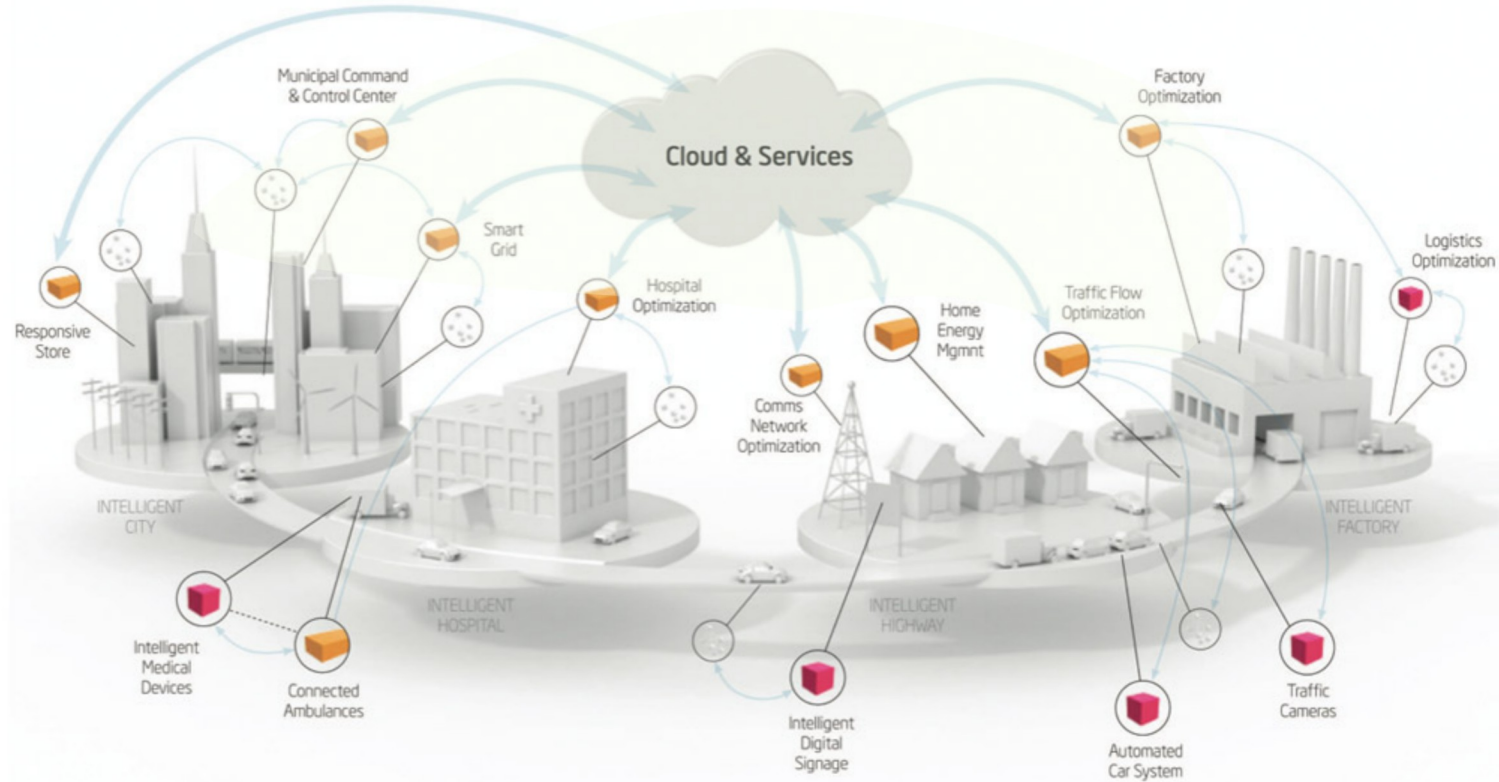 Municipal Command
& Control Center
Factory
Optimization
Cloud & Services
Smart
Grid
Logistics
Optimization
Responsive
Store
Hospital
Optimization
Home
Energy
Mgmnt
Traffic Flow
Optimization
Comms
Network
Optimization
INTELLIGENT
CITY
INTELLIGENT
FACTORY
INTELLIGENT
HOSPITAL
INTELLIGENT
HIGHWAY
Intelligent
Medical
Devices
Connected
Ambulances
Intelligent
Digital
Signage
Automated
Car System
Traffic
Cameras